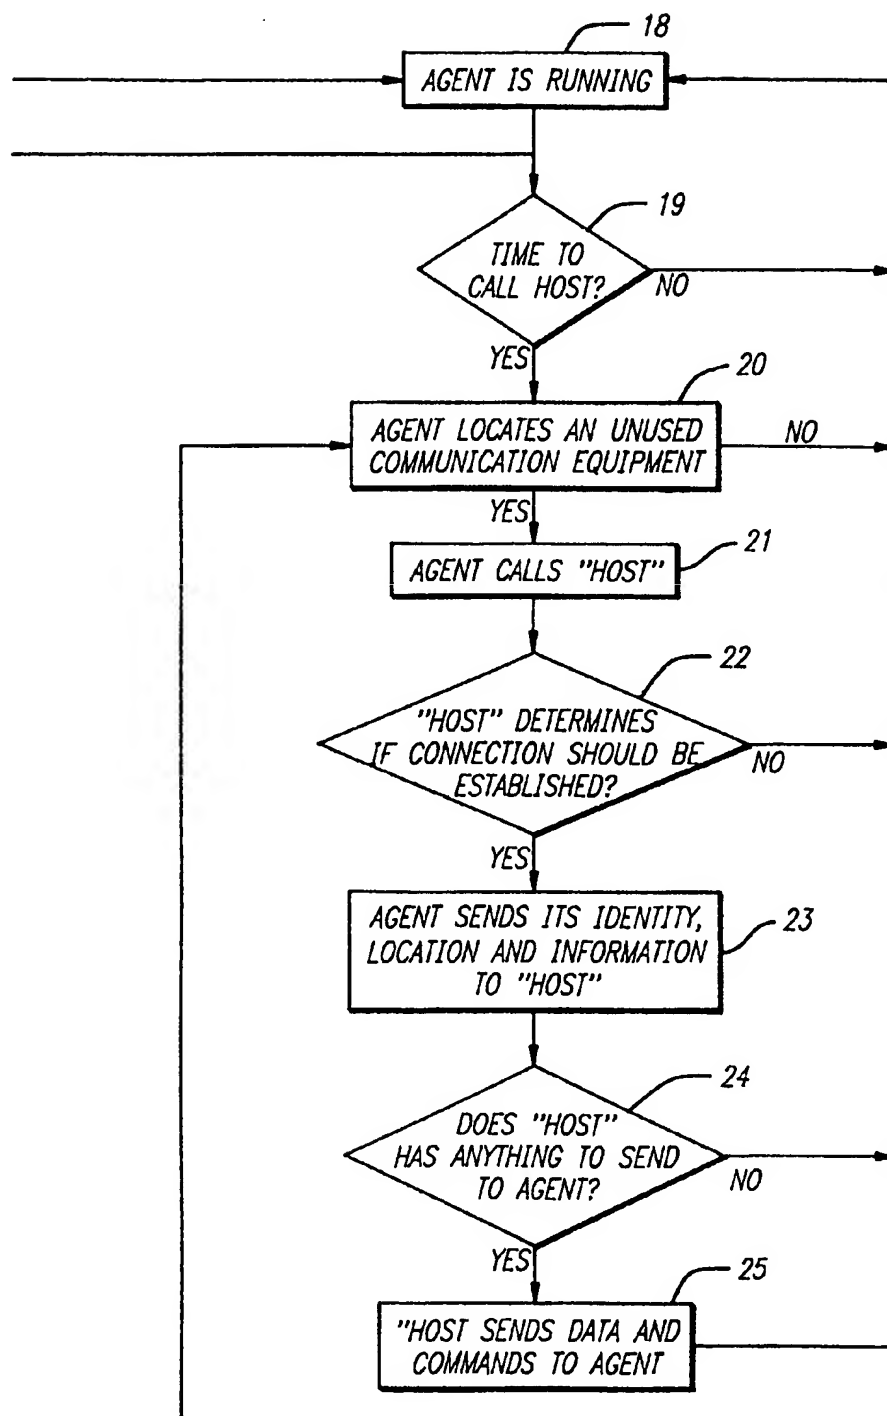 18
AGENT IS RUNNING
19
TIME TO
CALL HOST?
NO
YES
20
AGENT LOCATES AN UNUSED
COMMUNICATION EQUIPMENT
NO
YES
21
AGENT CALLS "HOST"
22
"HOST" DETERMINES
IF CONNECTION SHOULD BE
ESTABLISHED?
NO
YES
23
AGENT SENDS ITS IDENTITY,
LOCATION AND INFORMATION
TO "HOST"
24
DOES "HOST"
HAS ANYTHING TO SEND
TO AGENT?
NO
YES
25
"HOST SENDS DATA AND
COMMANDS TO AGENT